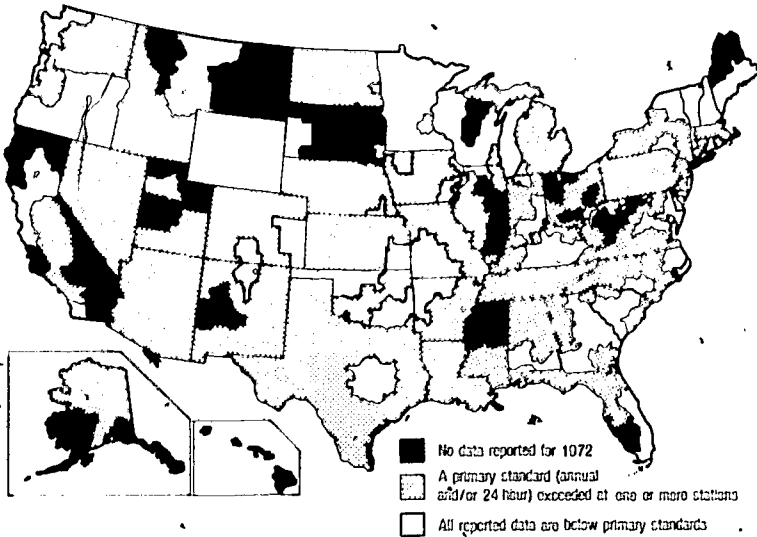 No data reported for 1972
A primary standard (annual
and/or 24 hour) exceeded at one or more stations
All reported data are below primary standards